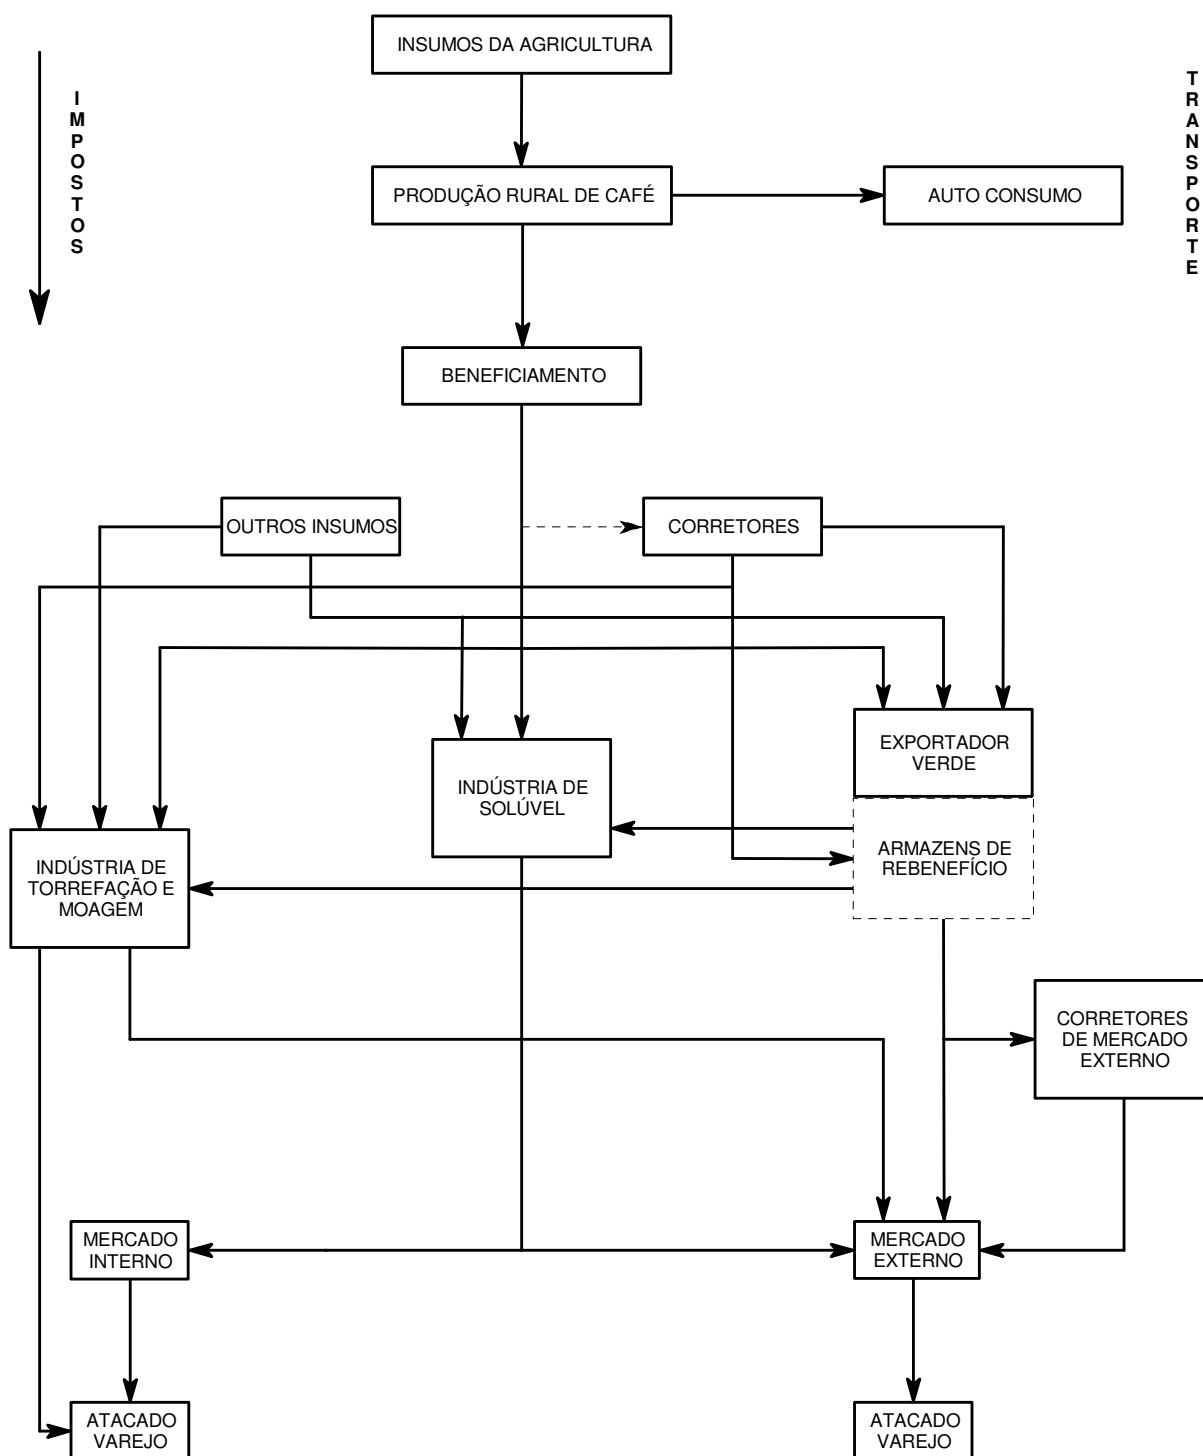 INSUMOS DA AGRICULTURA
IMPOSTOS
TRANSPORTE
PRODUÇÃO RURAL DE CAFÉ
AUTO CONSUMO
BENEFICIAMENTO
OUTROS INSUMOS
CORRETORES
EXPORTADOR
VERDE
INDÚSTRIA DE
SOLÚVEL
ARMAZENS DE
REBENEFÍCIO
INDÚSTRIA DE
TORREFAÇÃO E
MOAGEM
CORRETORES
DE MERCADO
EXTERNO
MERCADO
INTERNO
MERCADO
EXTERNO
ATACADO
VAREJO
ATACADO
VAREJO